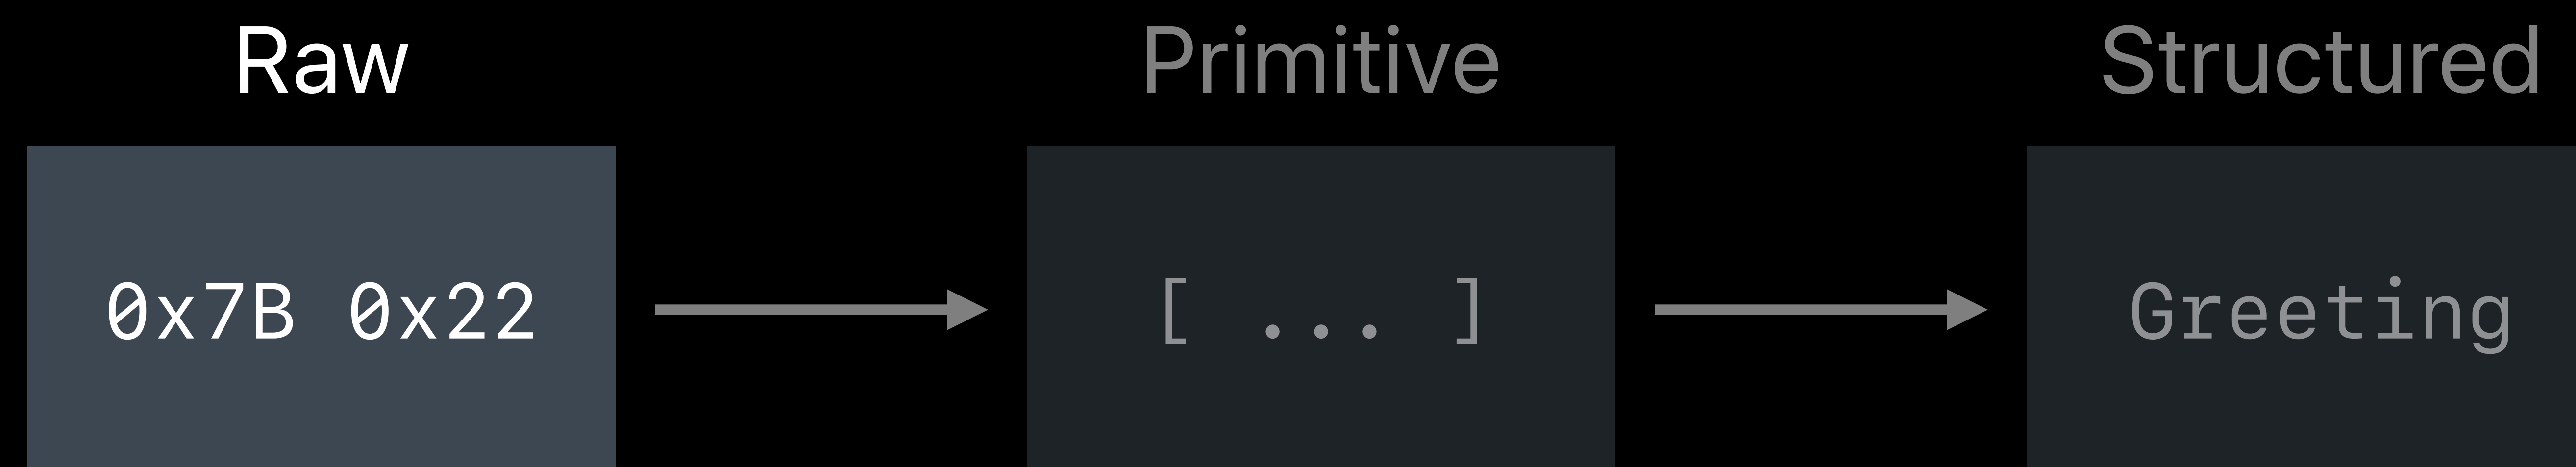 Raw
Primitive
Structured
0x7B 0x22
[ ... ]
Greeting